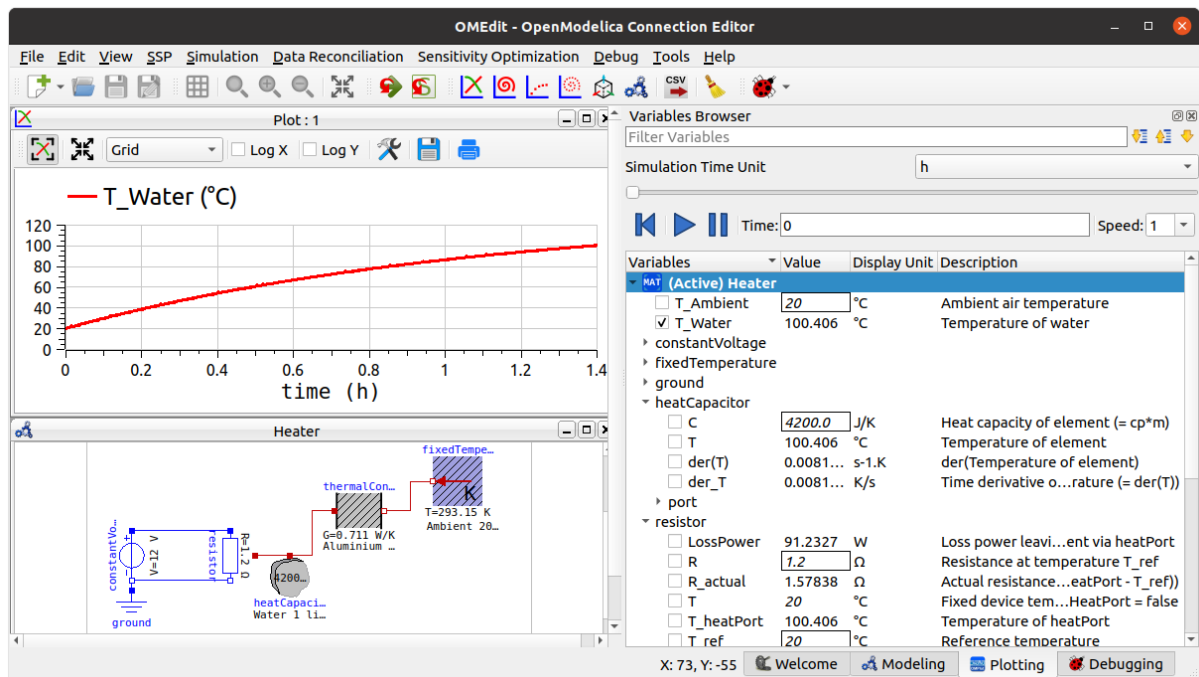 OMEdit - OpenModelica Connection Editor
File Edit View SSP Simulation Data Reconciliation Sensitivity Optimization Debug Tools Help
CSV
Plot : 1
Grid Log X Log Y
T_Water (°C)
120
100
80
60
40
20
0
0 0.2 0.4 0.6 0.8 1 1.2 1.4
time (h)
Heater
fixedTempe...
K
T=293.15 K
Ambient 20...
thermalCon...
G=0.711 W/K
Aluminium ...
constantVo...
+
-
V=12 V
resistor
R=1.2 Ω
4200...
heatCapaci...
Water 1 li...
ground
Variables Browser
Filter Variables
Simulation Time Unit h
Time: 0 Speed: 1
Variables Value Display Unit Description
MAT (Active) Heater
T_Ambient 20 °C Ambient air temperature
T_Water 100.406 °C Temperature of water
constantVoltage
fixedTemperature
ground
heatCapacitor
C 4200.0 J/K Heat capacity of element (= cp*m)
T 100.406 °C Temperature of element
der(T) 0.0081... s-1.K der(Temperature of element)
der_T 0.0081... K/s Time derivative o...rature (= der(T))
port
resistor
LossPower 91.2327 W Loss power leavi...ent via heatPort
R 1.2 Ω Resistance at temperature T_ref
R_actual 1.57838 Ω Actual resistance...eatPort - T_ref))
T 20 °C Fixed device tem...HeatPort = false
T_heatPort 100.406 °C Temperature of heatPort
T_ref 20 °C Reference temperature
X: 73, Y: -55 Welcome Modeling Plotting Debugging